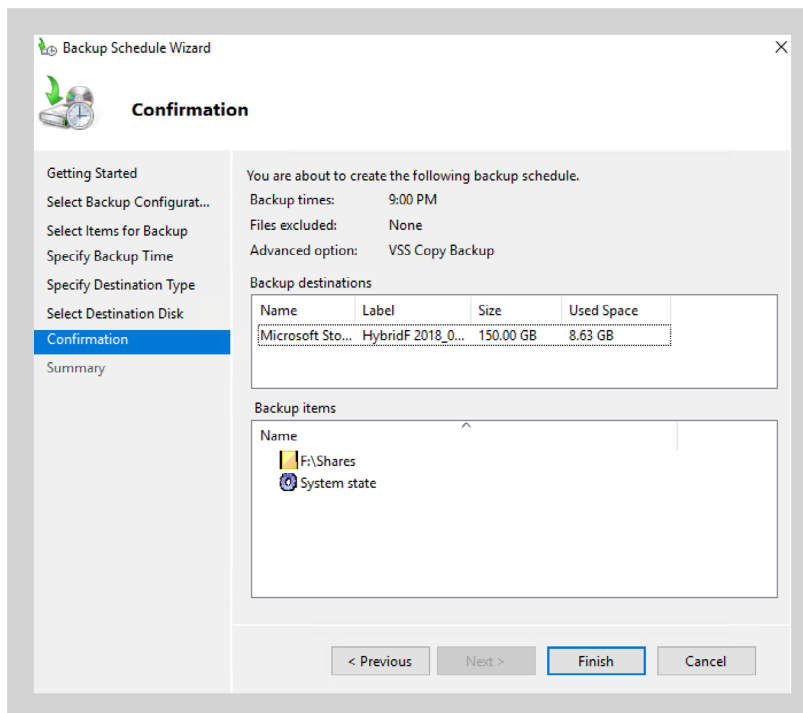 Backup Schedule Wizard
Confirmation
Getting Started
Select Backup Configurat...
Select Items for Backup
Specify Backup Time
Specify Destination Type
Select Destination Disk
Confirmation
Summary
You are about to create the following backup schedule.
Backup times: 9:00 PM
Files excluded: None
Advanced option: VSS Copy Backup
Backup destinations
Name Label Size Used Space
Microsoft Sto... HybridF 2018_0... 150.00 GB 8.63 GB
Backup items
Name
F:\Shares
System state
< Previous Next > Finish Cancel